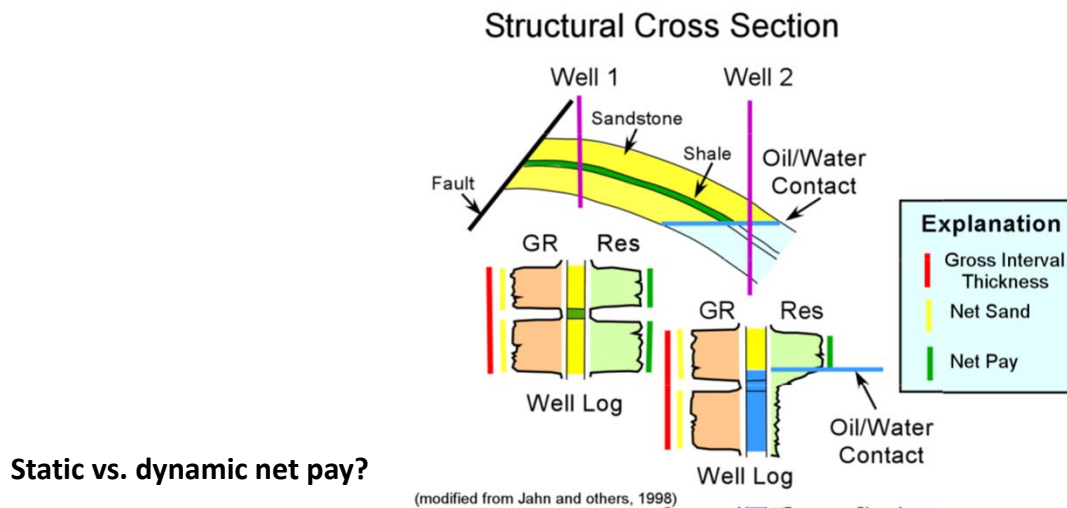 Structural Cross Section
Well 1
Well 2
Sandstone
Shale
Oil/Water
Contact
Fault
GR
Res
GR
Res
Well Log
Oil/Water
Contact
Well Log
Explanation
Gross Interval
Thickness
Net Sand
Net Pay
Static vs. dynamic net pay?
(modified from Jahn and others, 1998)